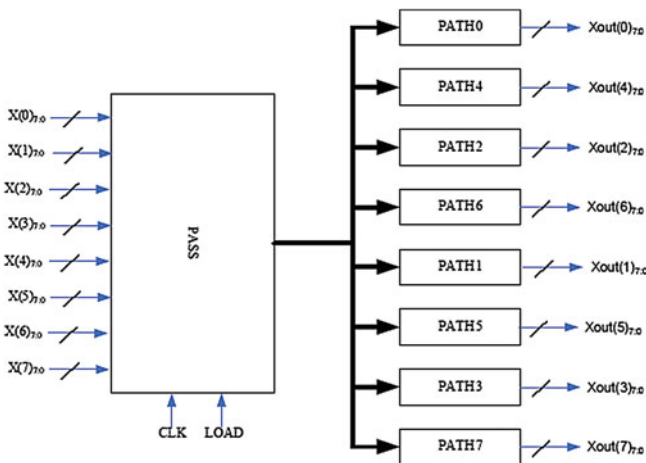 X(0)7:0
X(1)7:0
X(2)7:0
X(3)7:0
X(4)7:0
X(5)7:0
X(6)7:0
X(7)7:0
PASS
CLK LOAD
PATH0 Xout(0)7:0
PATH4 Xout(4)7:0
PATH2 Xout(2)7:0
PATH6 Xout(6)7:0
PATH1 Xout(1)7:0
PATH5 Xout(5)7:0
PATH3 Xout(3)7:0
PATH7 Xout(7)7:0